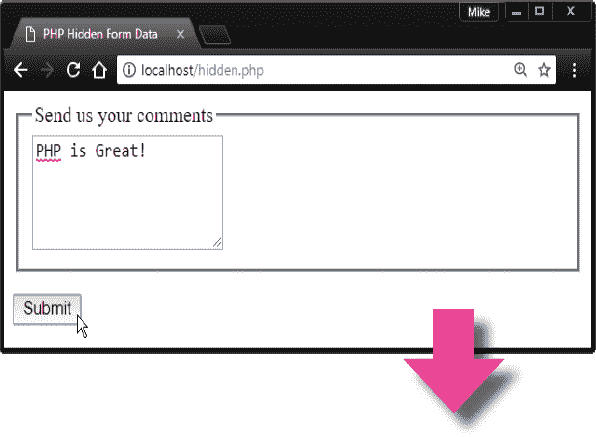 Mike
PHP Hidden Form Data
localhost/hidden.php
Send us your comments
PHP is Great!
Submit